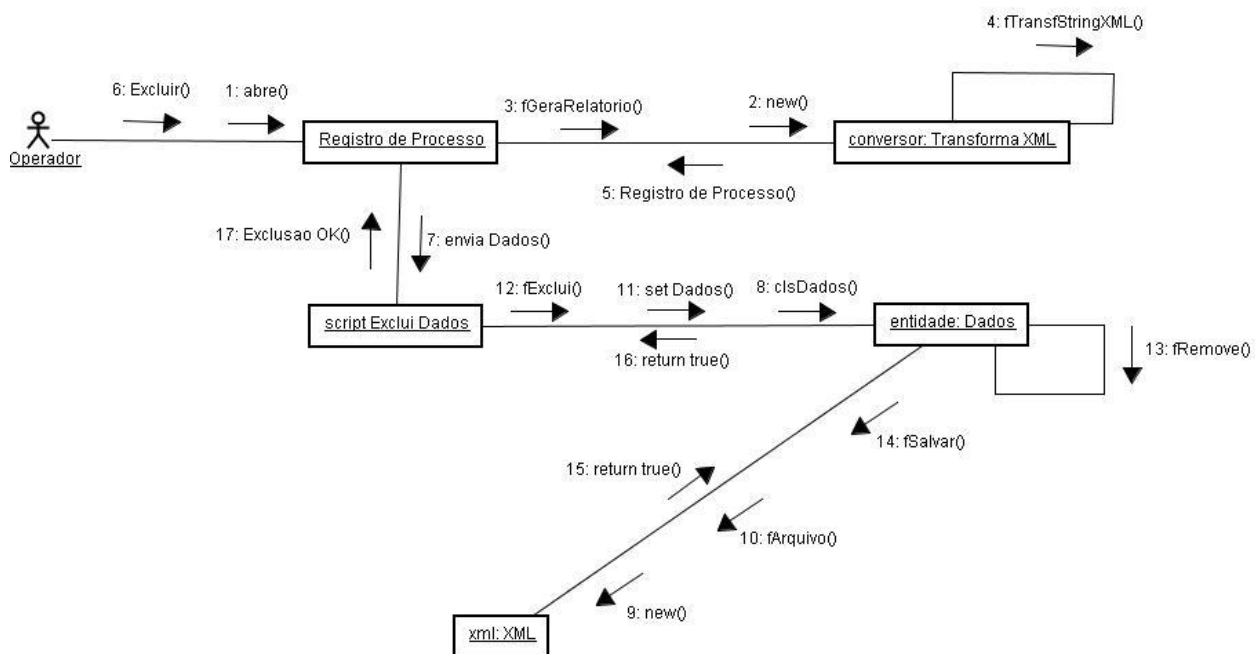 4: fTransfStringXML()
6: Excluir()
1: abre()
3: fGeraRelatorio()
2: new()
Operador
Registro de Processo
conversor: Transforma XML
5: Registro de Processo()
17: Exclusao OK()
7: envia Dados()
12: fExclui()
11: set Dados()
8: clsDados()
script Exclui Dados
entidade: Dados
16: return true()
13: fRemove()
14: fSalvar()
15: return true()
10: fArquivo()
9: new()
xml: XML